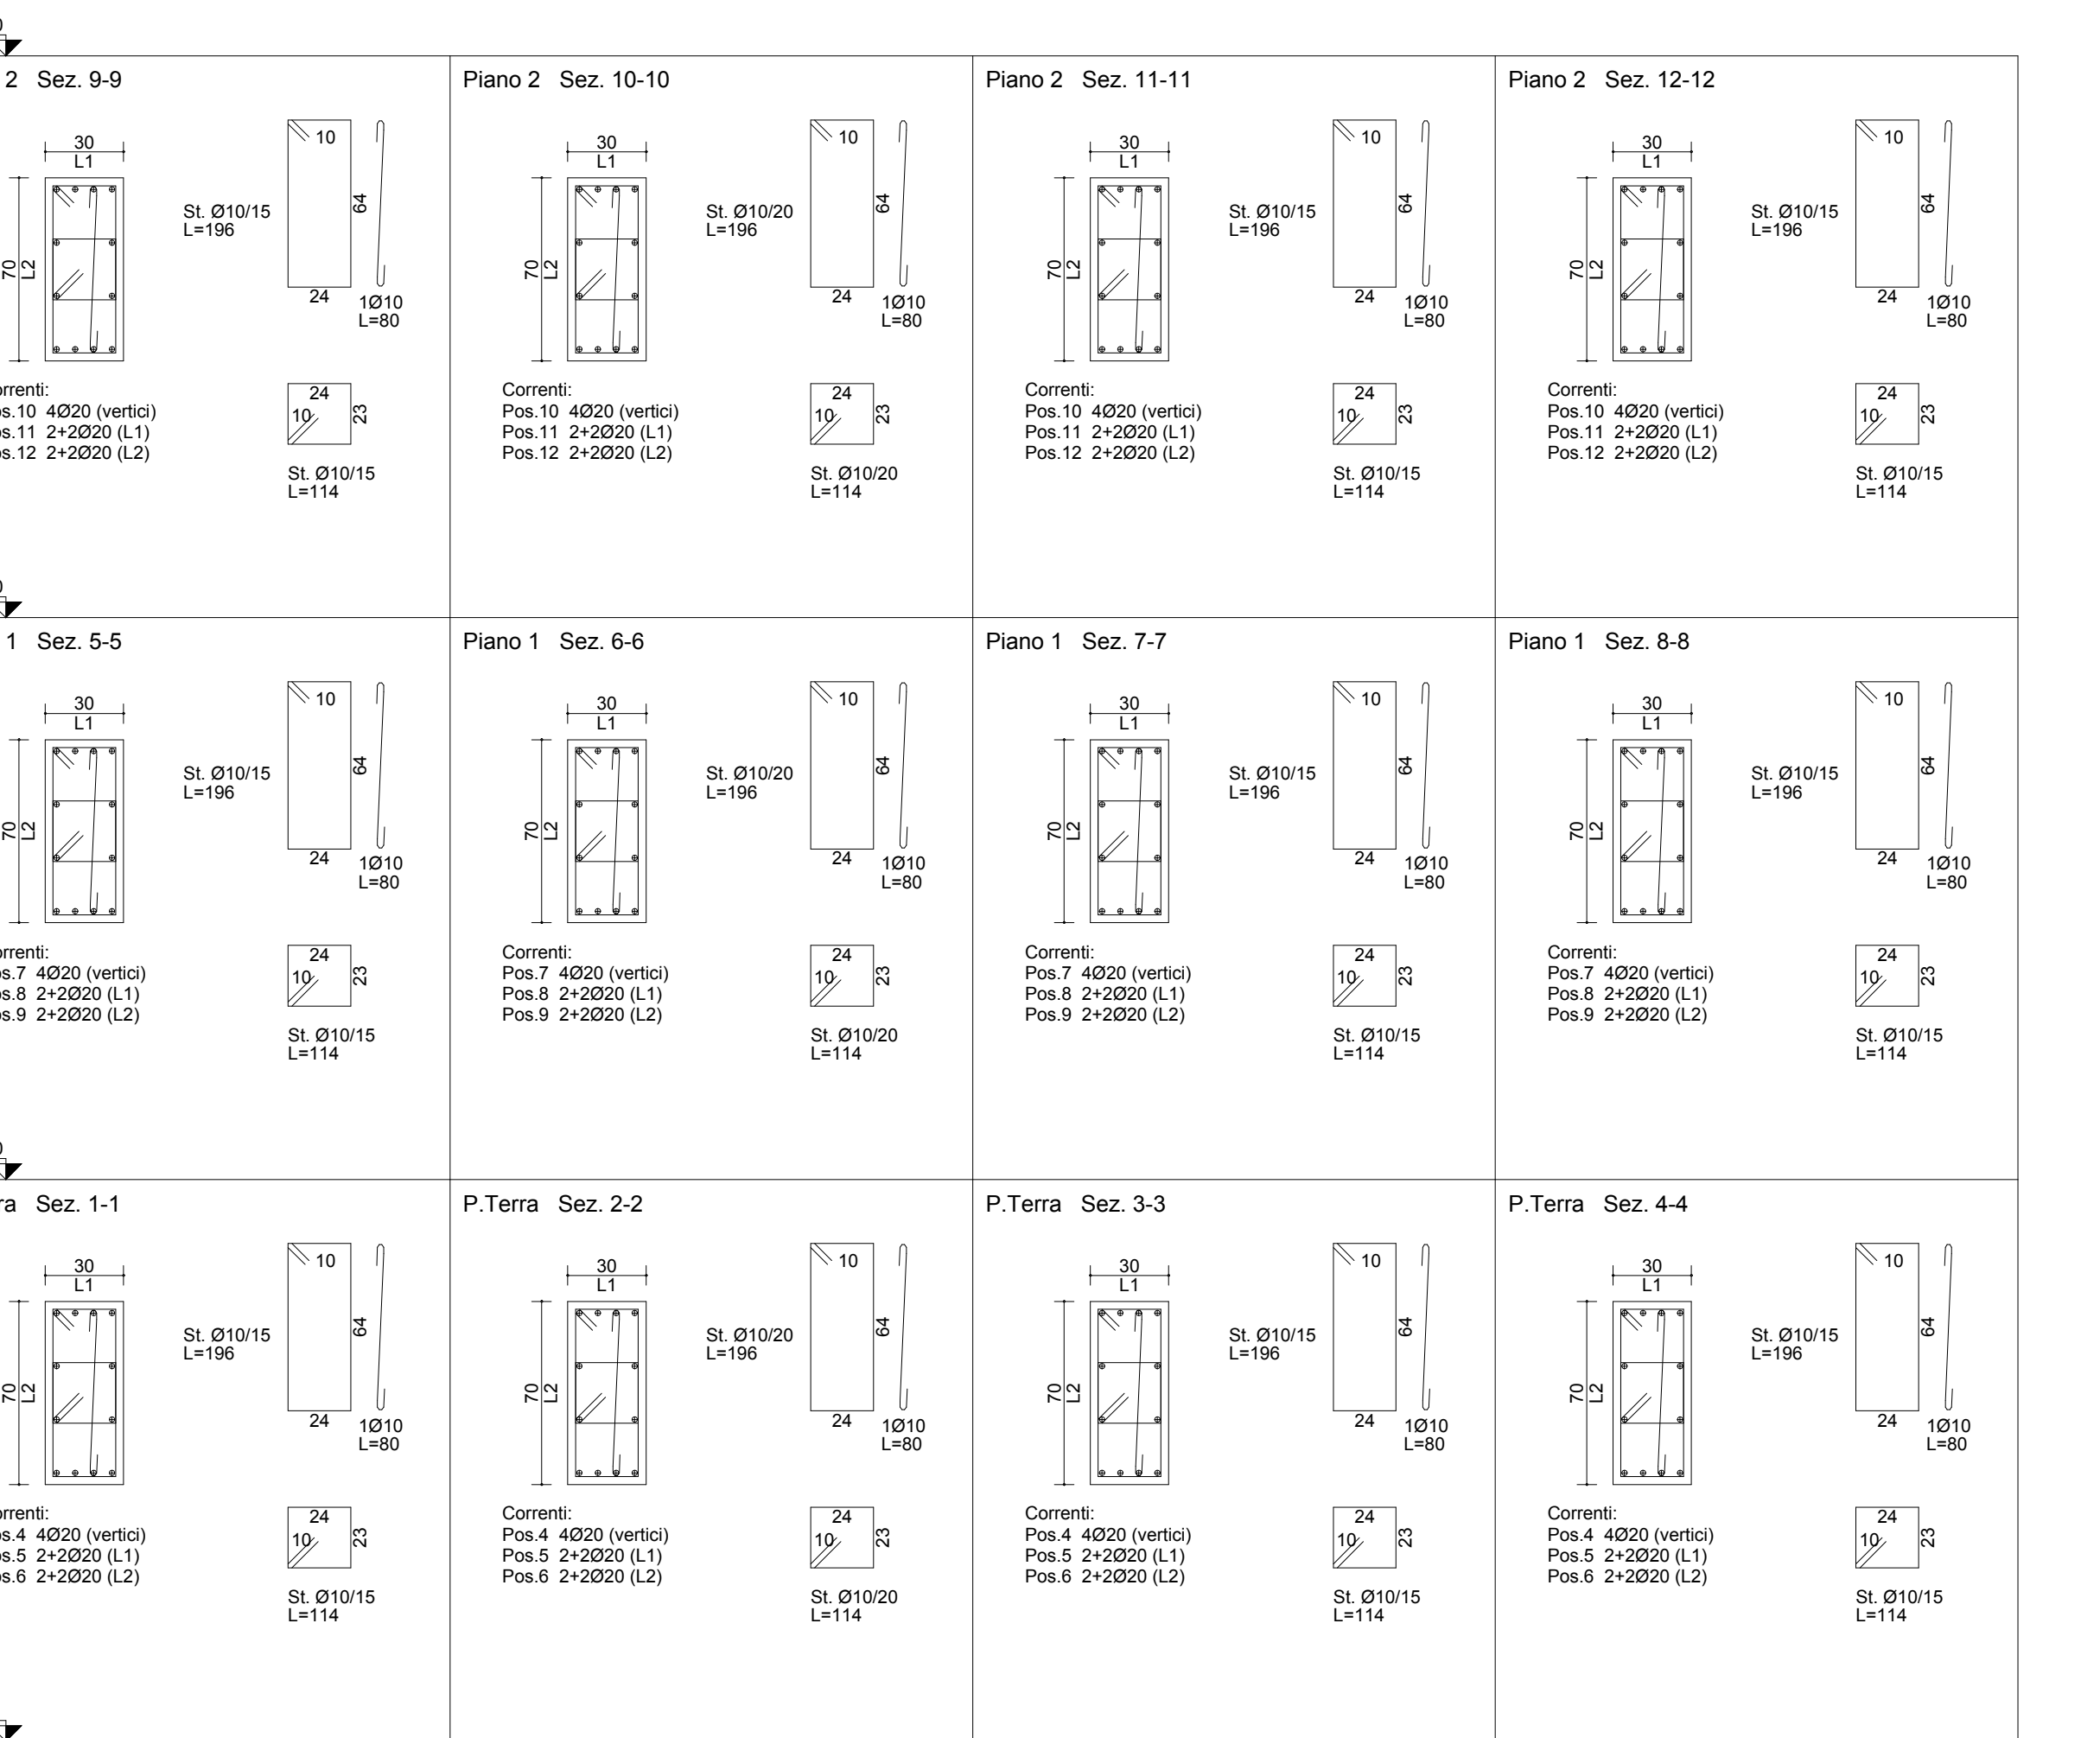 2 Sez. 9-9
30
L1
70
L2
St. Ø10/15
L=196
10
64
24
1Ø10
L=80
orrenti:
os.10 4Ø20 (vertici)
os.11 2+2Ø20 (L1)
os.12 2+2Ø20 (L2)
24
10
23
St. Ø10/15
L=114
Piano 2 Sez. 10-10
30
L1
70
L2
St. Ø10/20
L=196
10
64
24
1Ø10
L=80
Correnti:
Pos.10 4Ø20 (vertici)
Pos.11 2+2Ø20 (L1)
Pos.12 2+2Ø20 (L2)
24
10
23
St. Ø10/20
L=114
Piano 2 Sez. 11-11
30
L1
70
L2
St. Ø10/15
L=196
10
64
24
1Ø10
L=80
Correnti:
Pos.10 4Ø20 (vertici)
Pos.11 2+2Ø20 (L1)
Pos.12 2+2Ø20 (L2)
24
10
23
St. Ø10/15
L=114
Piano 2 Sez. 12-12
30
L1
70
L2
St. Ø10/15
L=196
10
64
24
1Ø10
L=80
Correnti:
Pos.10 4Ø20 (vertici)
Pos.11 2+2Ø20 (L1)
Pos.12 2+2Ø20 (L2)
24
10
23
St. Ø10/15
L=114
1 Sez. 5-5
30
L1
70
L2
St. Ø10/15
L=196
10
64
24
1Ø10
L=80
orrenti:
os.7 4Ø20 (vertici)
os.8 2+2Ø20 (L1)
os.9 2+2Ø20 (L2)
24
10
23
St. Ø10/15
L=114
Piano 1 Sez. 6-6
30
L1
70
L2
St. Ø10/20
L=196
10
64
24
1Ø10
L=80
Correnti:
Pos.7 4Ø20 (vertici)
Pos.8 2+2Ø20 (L1)
Pos.9 2+2Ø20 (L2)
24
10
23
St. Ø10/20
L=114
Piano 1 Sez. 7-7
30
L1
70
L2
St. Ø10/15
L=196
10
64
24
1Ø10
L=80
Correnti:
Pos.7 4Ø20 (vertici)
Pos.8 2+2Ø20 (L1)
Pos.9 2+2Ø20 (L2)
24
10
23
St. Ø10/15
L=114
Piano 1 Sez. 8-8
30
L1
70
L2
St. Ø10/15
L=196
10
64
24
1Ø10
L=80
Correnti:
Pos.7 4Ø20 (vertici)
Pos.8 2+2Ø20 (L1)
Pos.9 2+2Ø20 (L2)
24
10
23
St. Ø10/15
L=114
ra Sez. 1-1
30
L1
70
L2
St. Ø10/15
L=196
10
64
24
1Ø10
L=80
orrenti:
os.4 4Ø20 (vertici)
os.5 2+2Ø20 (L1)
os.6 2+2Ø20 (L2)
24
10
23
St. Ø10/15
L=114
P.Terra Sez. 2-2
30
L1
70
L2
St. Ø10/20
L=196
10
64
24
1Ø10
L=80
Correnti:
Pos.4 4Ø20 (vertici)
Pos.5 2+2Ø20 (L1)
Pos.6 2+2Ø20 (L2)
24
10
23
St. Ø10/20
L=114
P.Terra Sez. 3-3
30
L1
70
L2
St. Ø10/15
L=196
10
64
24
1Ø10
L=80
Correnti:
Pos.4 4Ø20 (vertici)
Pos.5 2+2Ø20 (L1)
Pos.6 2+2Ø20 (L2)
24
10
23
St. Ø10/15
L=114
P.Terra Sez. 4-4
30
L1
70
L2
St. Ø10/15
L=196
10
64
24
1Ø10
L=80
Correnti:
Pos.4 4Ø20 (vertici)
Pos.5 2+2Ø20 (L1)
Pos.6 2+2Ø20 (L2)
24
10
23
St. Ø10/15
L=114